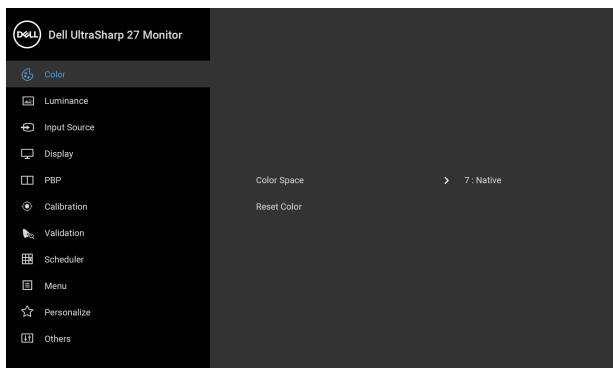 DELL
Dell UltraSharp 27 Monitor
Color
Luminance
Input Source
Display
PBP
Color Space
7 : Native
Calibration
Reset Color
Validation
Scheduler
Menu
Personalize
Others